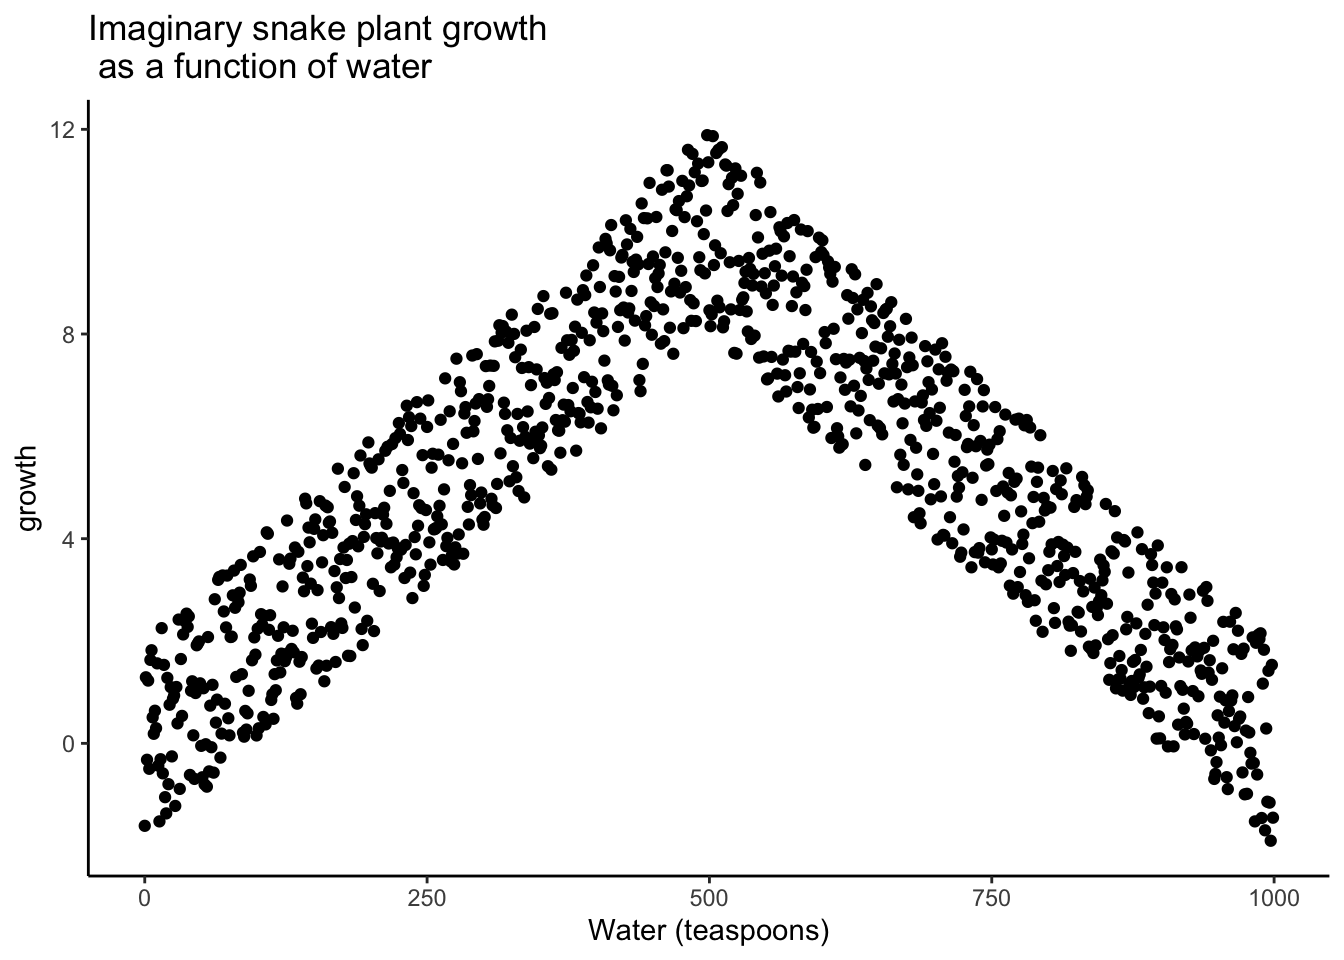 Imaginary snake plant growth
as a function of water
12
8
4
0
growth
0
250
500
750
1000
Water (teaspoons)